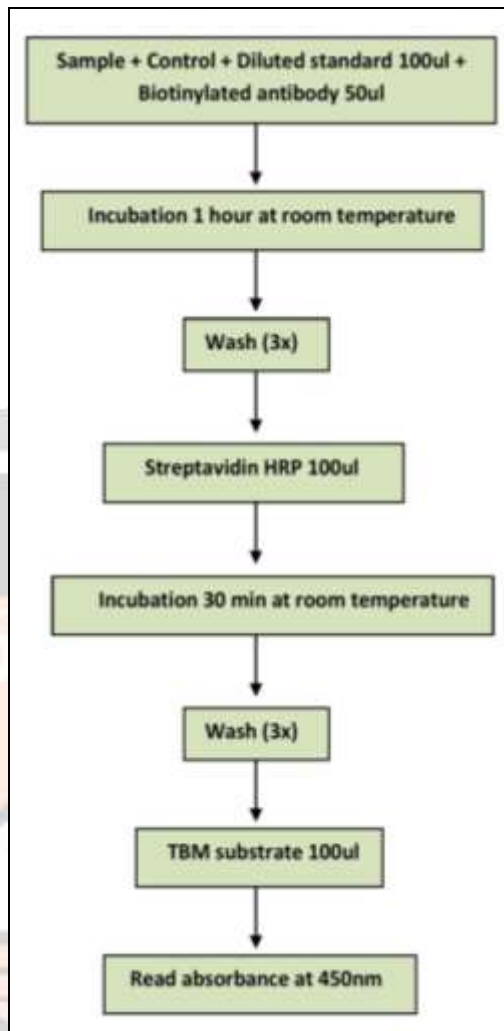 Sample + Control + Diluted standard 100ul +
Biotinylated antibody 50ul
Incubation 1 hour at room temperature
Wash (3x)
Streptavidin HRP 100ul
Incubation 30 min at room temperature
Wash (3x)
TBM substrate 100ul
Read absorbance at 450nm